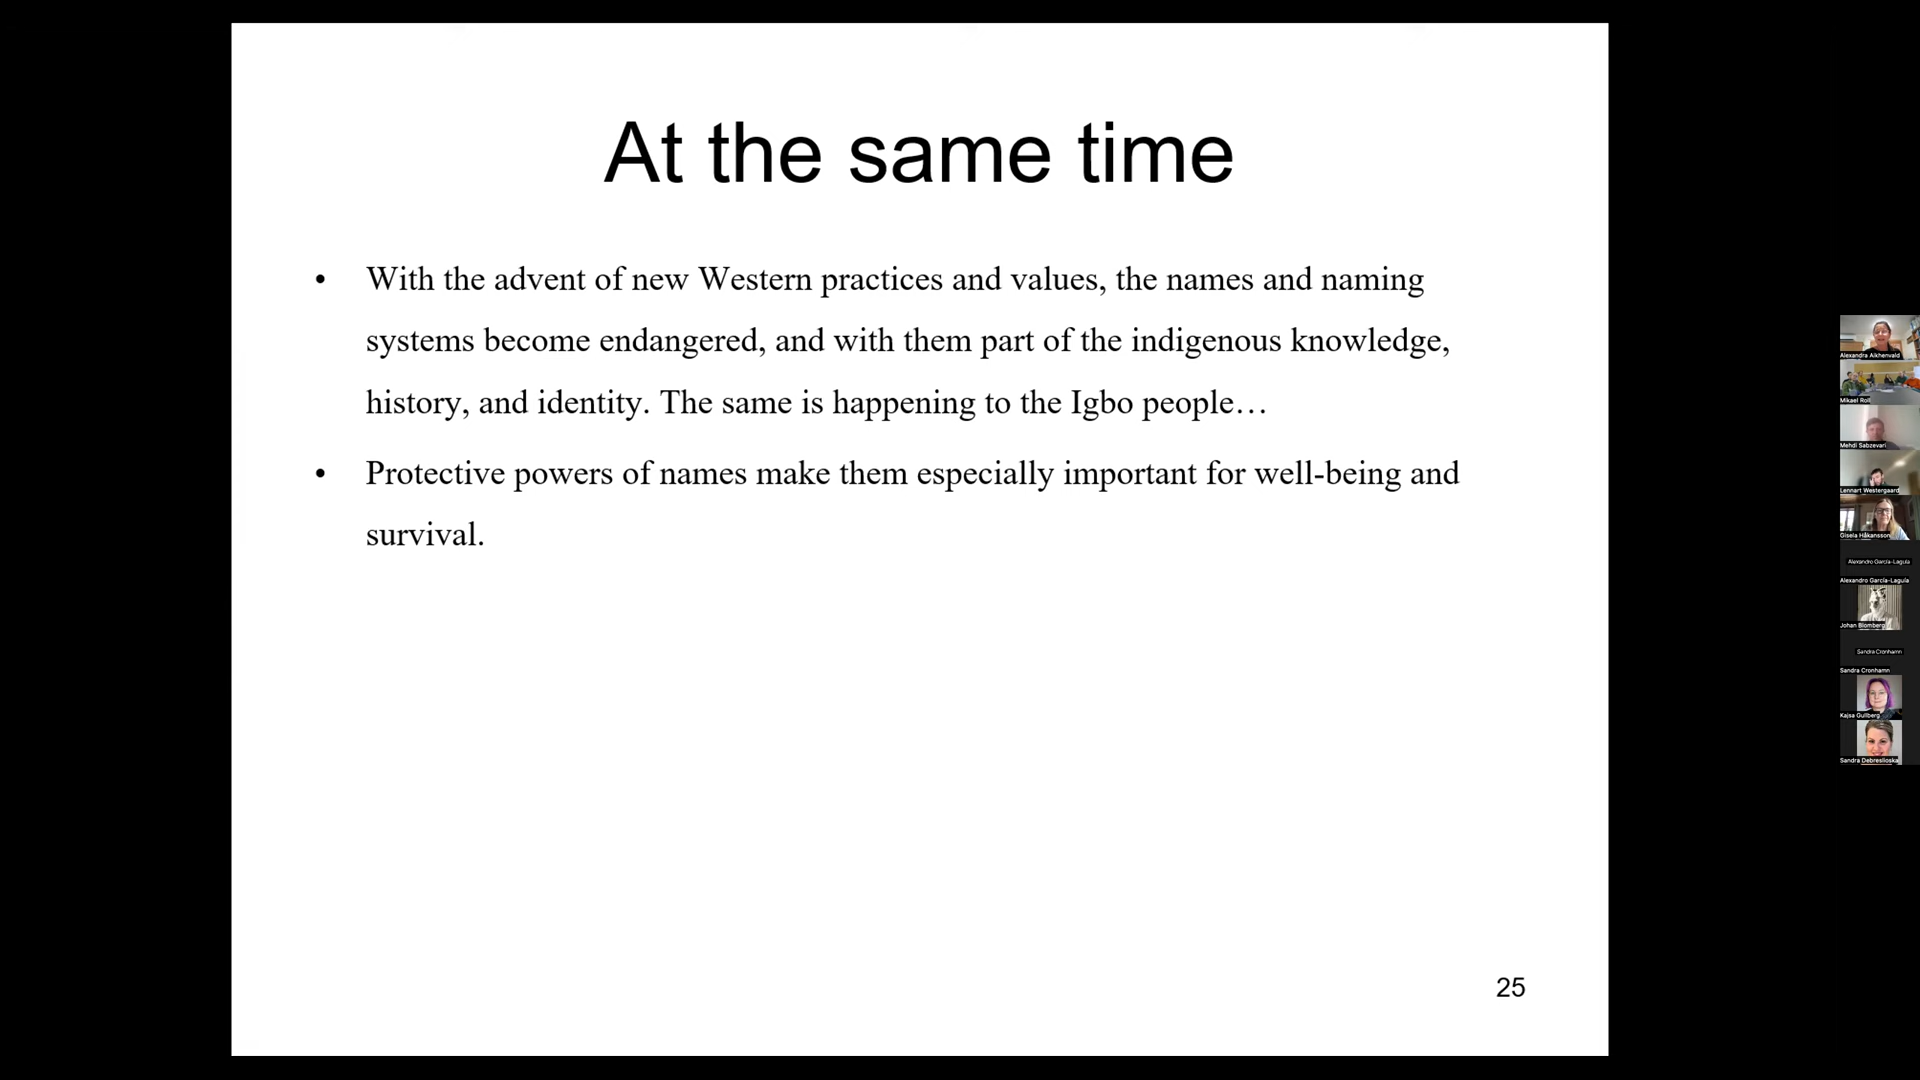 At the same time
• With the advent of new Western practices and values, the names and naming
systems become endangered, and with them part of the indigenous knowledge,
history, and identity. The same is happening to the Igbo people…
• Protective powers of names make them especially important for well-being and
survival.
25
Alexandra Aikhenvald
Mikael Roll
Mehdi Sabzevari
Lennart Westergaard
Gisela Håkansson
Alexandro García-Laguía
Alexandro García-Laguía
Johan Blomberg
Sandra Cronhamn
Sandra Cronhamn
Kajsa Gullberg
Sandra Debreslioska